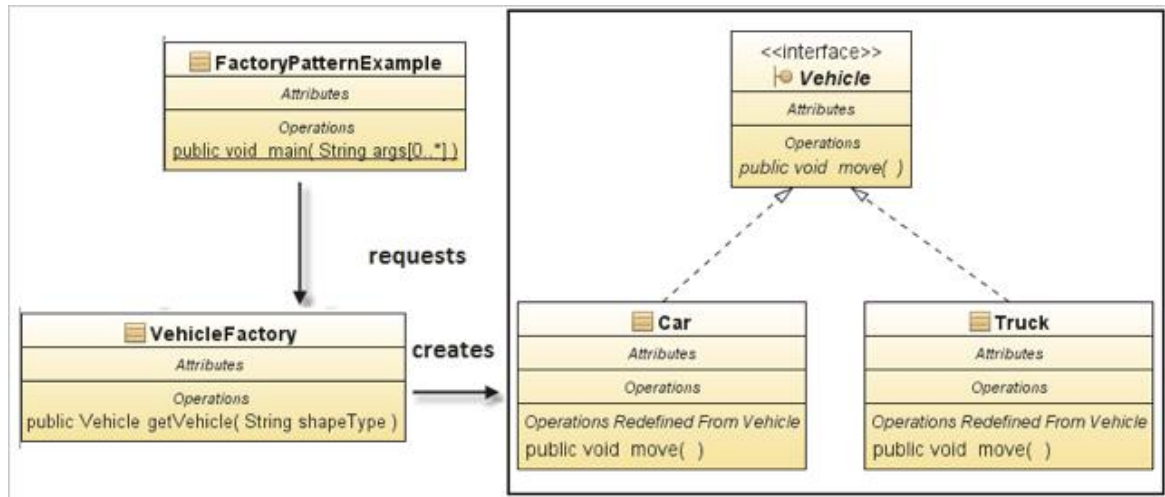 FactoryPatternExample
Attributes
Operations
public void main( String args[0..*] )
requests
VehicleFactory
Attributes
Operations
public Vehicle getVehicle( String shapeType )
creates
<<interface>>
Vehicle
Attributes
Operations
public void move( )
Car
Attributes
Operations
Operations Redefined From Vehicle
public void move( )
Truck
Attributes
Operations
Operations Redefined From Vehicle
public void move( )